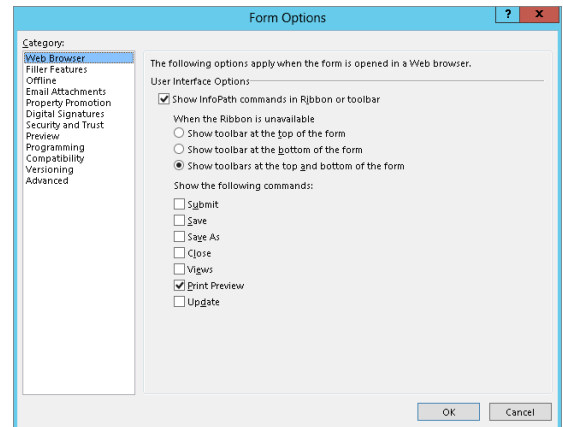 Form Options
? x
Category:
Web Browser
Filler Features
Offline
Email Attachments
Property Promotion
Digital Signatures
Security and Trust
Preview
Programming
Compatibility
Versioning
Advanced
The following options apply when the form is opened in a Web browser.
User Interface Options
Show InfoPath commands in Ribbon or toolbar
When the Ribbon is unavailable
Show toolbar at the top of the form
Show toolbar at the bottom of the form
Show toolbars at the top and bottom of the form
Show the following commands:
Submit
Save
Save As
Close
Views
Print Preview
Update
OK Cancel